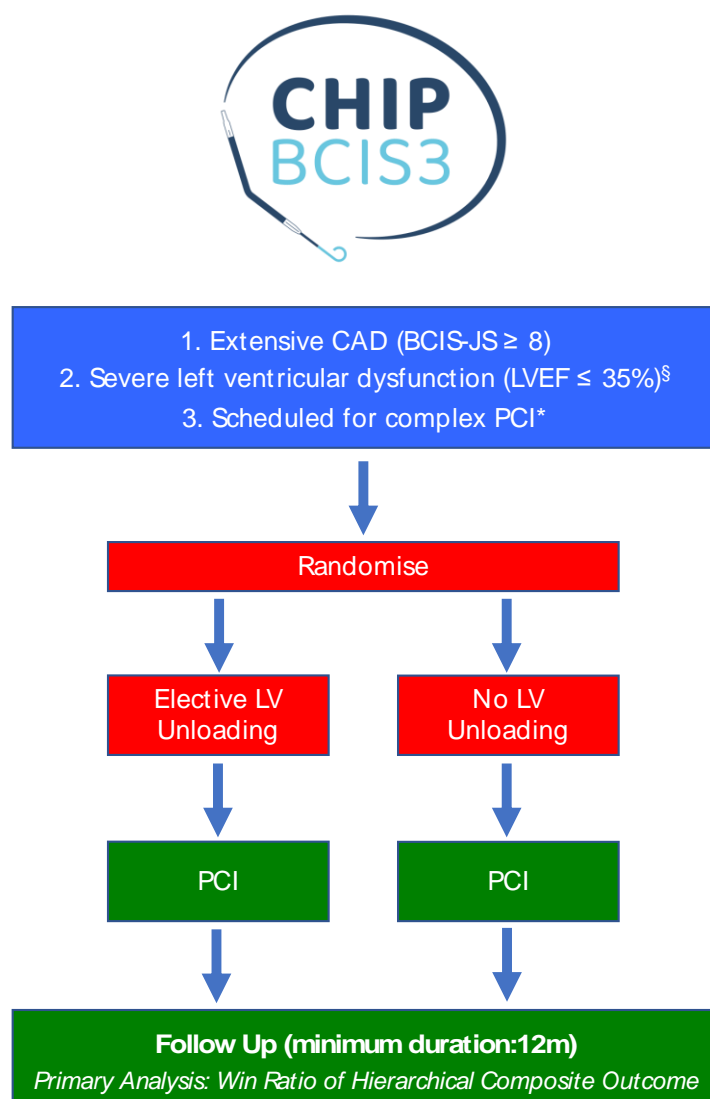 CHIP
BCIS3
1. Extensive CAD (BCIS-JS ≥ 8)
2. Severe left ventricular dysfunction (LVEF ≤ 35%)§
3. Scheduled for complex PCI*
Randomise
Elective LV
Unloading
No LV
Unloading
PCI
PCI
Follow Up (minimum duration:12m)
Primary Analysis: Win Ratio of Hierarchical Composite Outcome